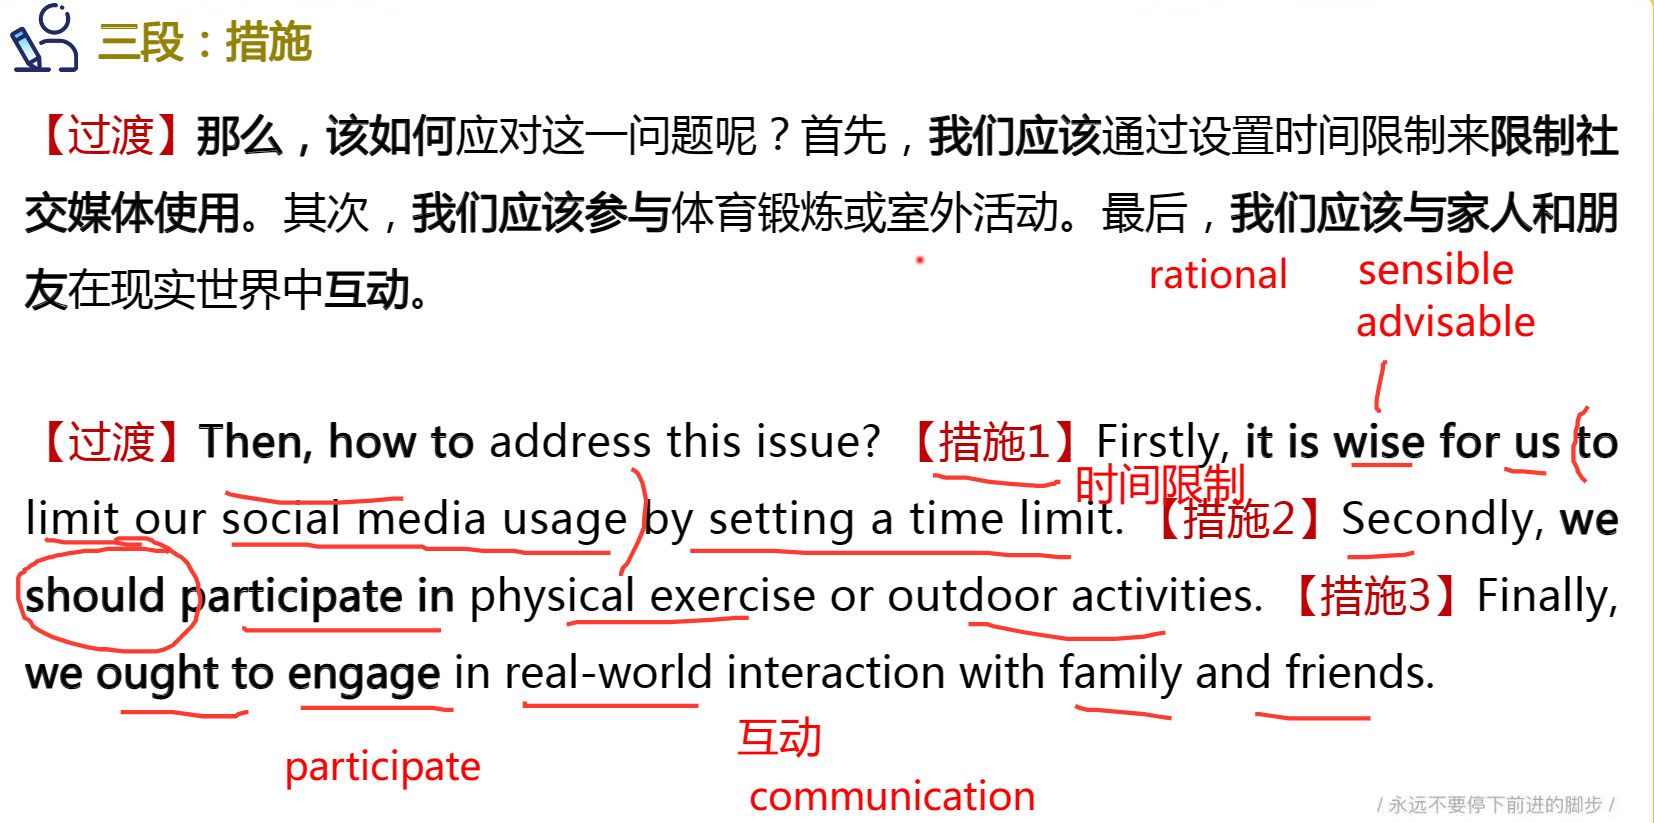 三段：措施
【过渡】那么，该如何应对这一问题呢？首先，我们应该通过设置时间限制来限制社
交媒体使用。其次，我们应该参与体育锻炼或室外活动。最后，我们应该与家人和朋
友在现实世界中互动。
rational
sensible
advisable
【过渡】Then, how to address this issue? 【措施1】Firstly, it is wise for us to
时间限制
limit our social media usage by setting a time limit. 【措施2】Secondly, we
should participate in physical exercise or outdoor activities. 【措施3】Finally,
we ought to engage in real-world interaction with family and friends.
互动
participate
communication
/ 永远不要停下前进的脚步 /